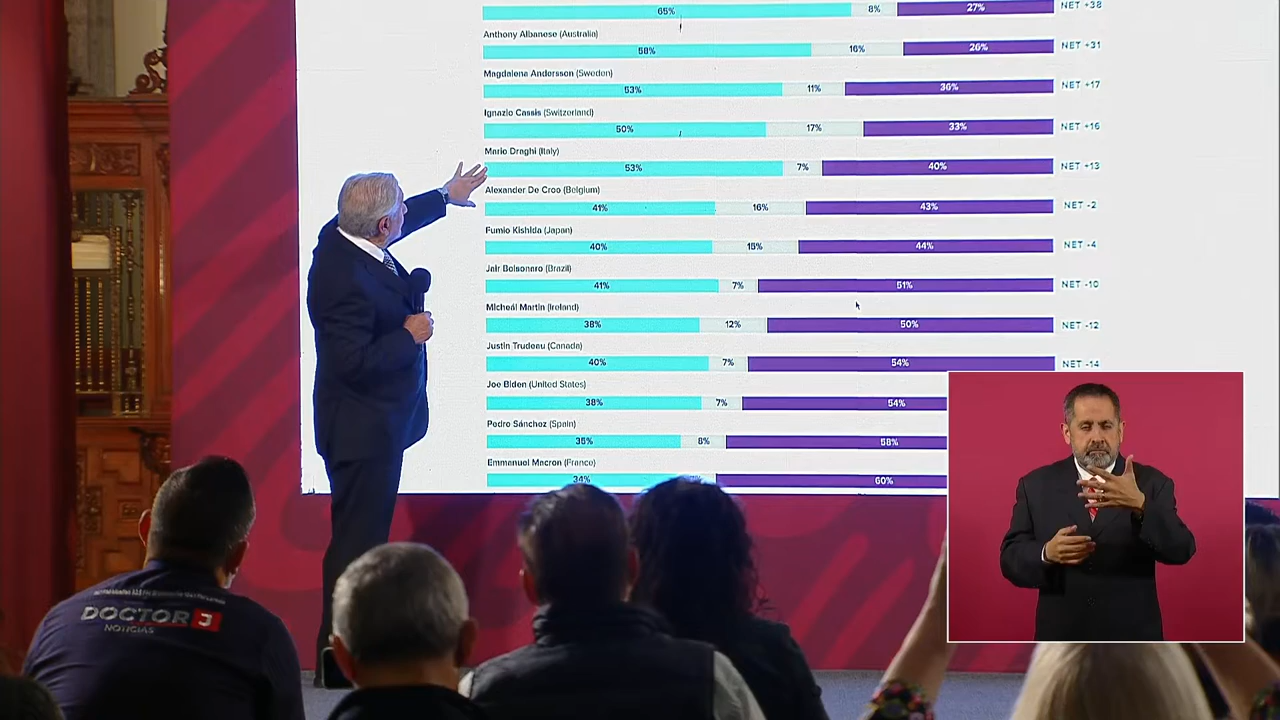 65% 8% 27% NET +38
Anthony Albanese (Australia)
58% 16% 26% NET +31
Magdalena Andersson (Sweden)
53% 11% 36% NET +17
Ignazio Cassis (Switzerland)
50% 17% 33% NET +16
Mario Draghi (Italy)
53% 7% 40% NET +13
Alexander De Croo (Belgium)
41% 16% 43% NET -2
Fumio Kishida (Japan)
40% 15% 44% NET -4
Jair Bolsonaro (Brazil)
41% 7% 51% NET -10
Micheál Martin (Ireland)
38% 12% 50% NET -12
Justin Trudeau (Canada)
40% 7% 54% NET -14
Joe Biden (United States)
38% 7% 54%
Pedro Sánchez (Spain)
35% 8% 58%
Emmanuel Macron (France)
34% 60%
DOCTOR J
NOTICIAS